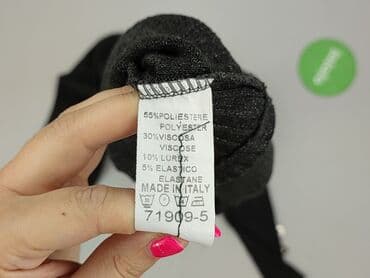 55%POLIESTERE
POLYESTER
30%VISCOSA
VISCOSE
10% LUREX
5% ELASTICO
ELASTANE
MADE IN ITALY
71909-5